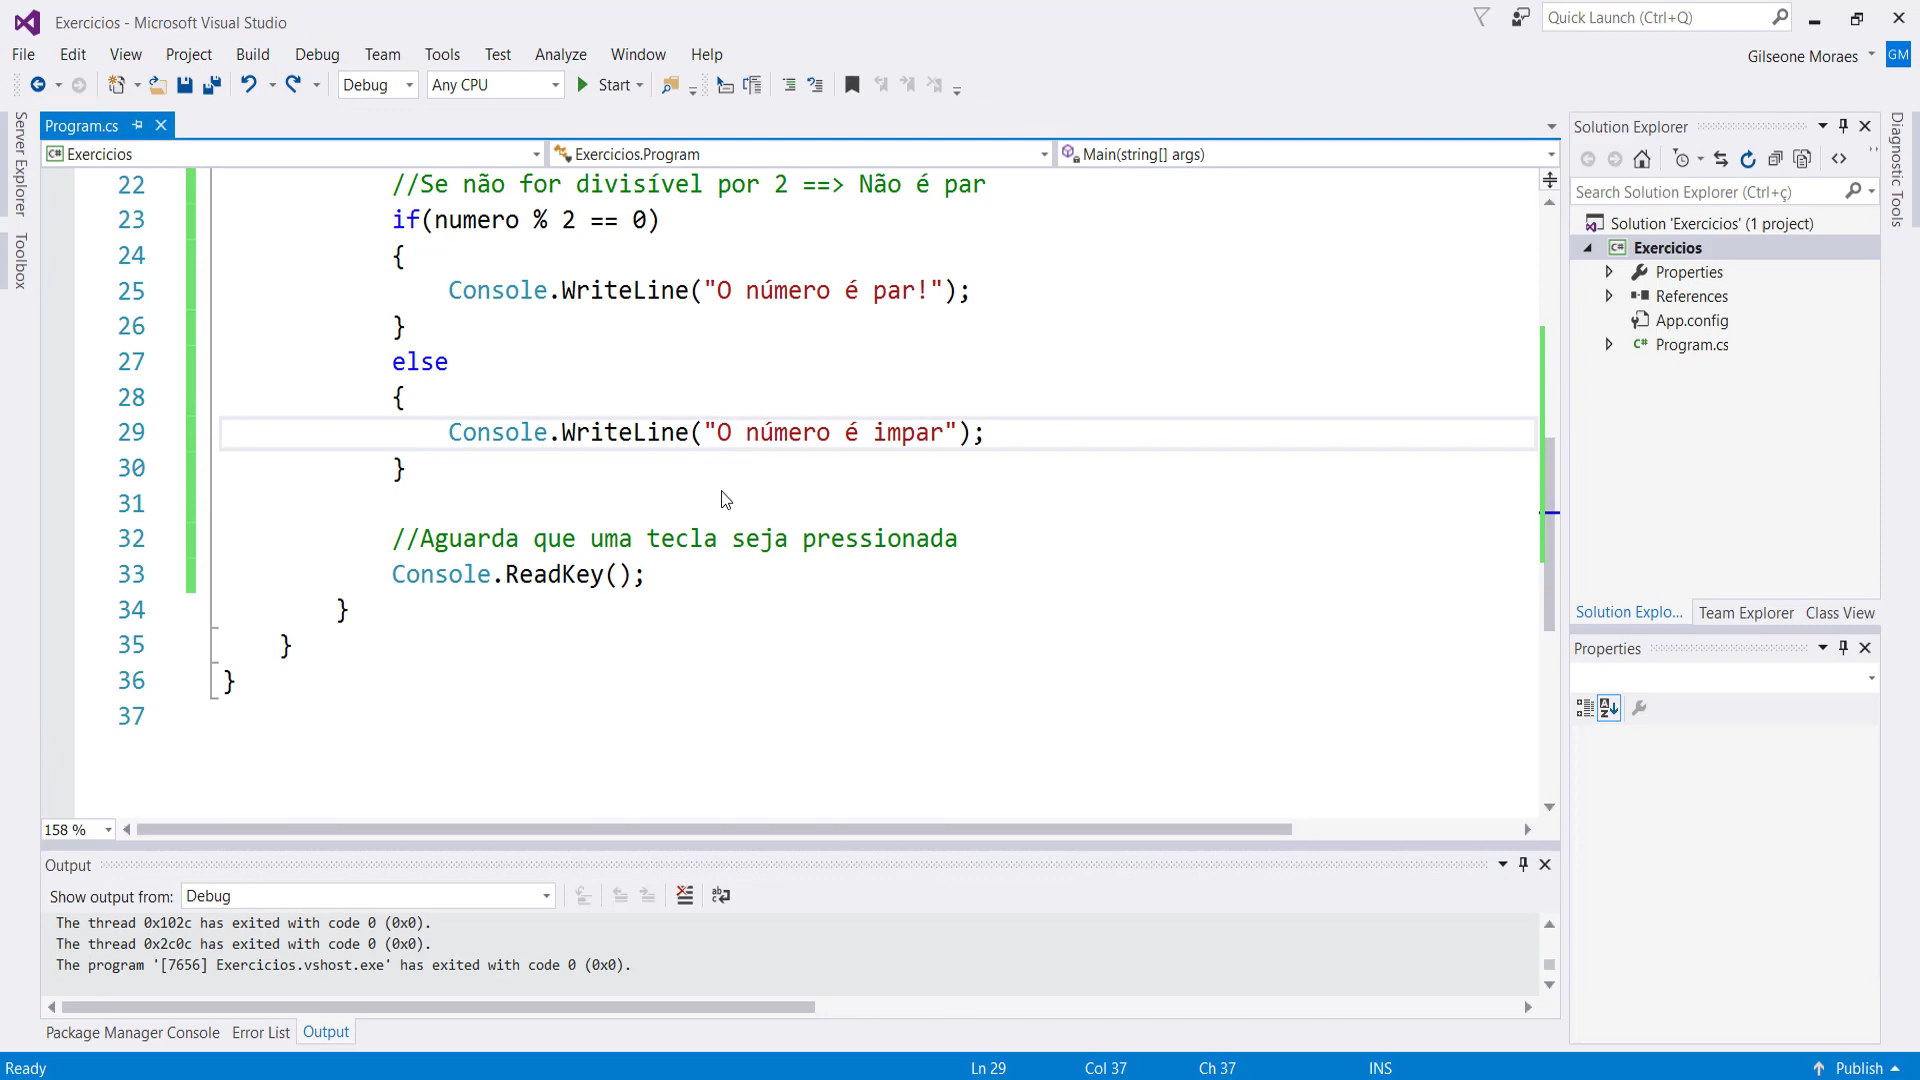 Exercicios - Microsoft Visual Studio
Quick Launch (Ctrl+Q)
File Edit View Project Build Debug Team Tools Test Analyze Window Help
Gilseone Moraes GM
Debug Any CPU Start
Server Explorer
Toolbox
Program.cs
Exercicios Exercicios.Program Main(string[] args)
22 //Se não for divisível por 2 ==> Não é par
23 if(numero % 2 == 0)
24 {
25 Console.WriteLine("O número é par!");
26 }
27 else
28 {
29 Console.WriteLine("O número é impar");
30 }
31
32 //Aguarda que uma tecla seja pressionada
33 Console.ReadKey();
34 }
35 }
36 }
37
158 %
Output
Show output from: Debug
The thread 0x102c has exited with code 0 (0x0).
The thread 0x2c0c has exited with code 0 (0x0).
The program '[7656] Exercicios.vshost.exe' has exited with code 0 (0x0).
Package Manager Console Error List Output
Solution Explorer
Search Solution Explorer (Ctrl+ç)
Solution 'Exercicios' (1 project)
C# Exercicios
Properties
References
App.config
C# Program.cs
Solution Explo... Team Explorer Class View
Properties
Diagnostic Tools
Ready Ln 29 Col 37 Ch 37 INS Publish